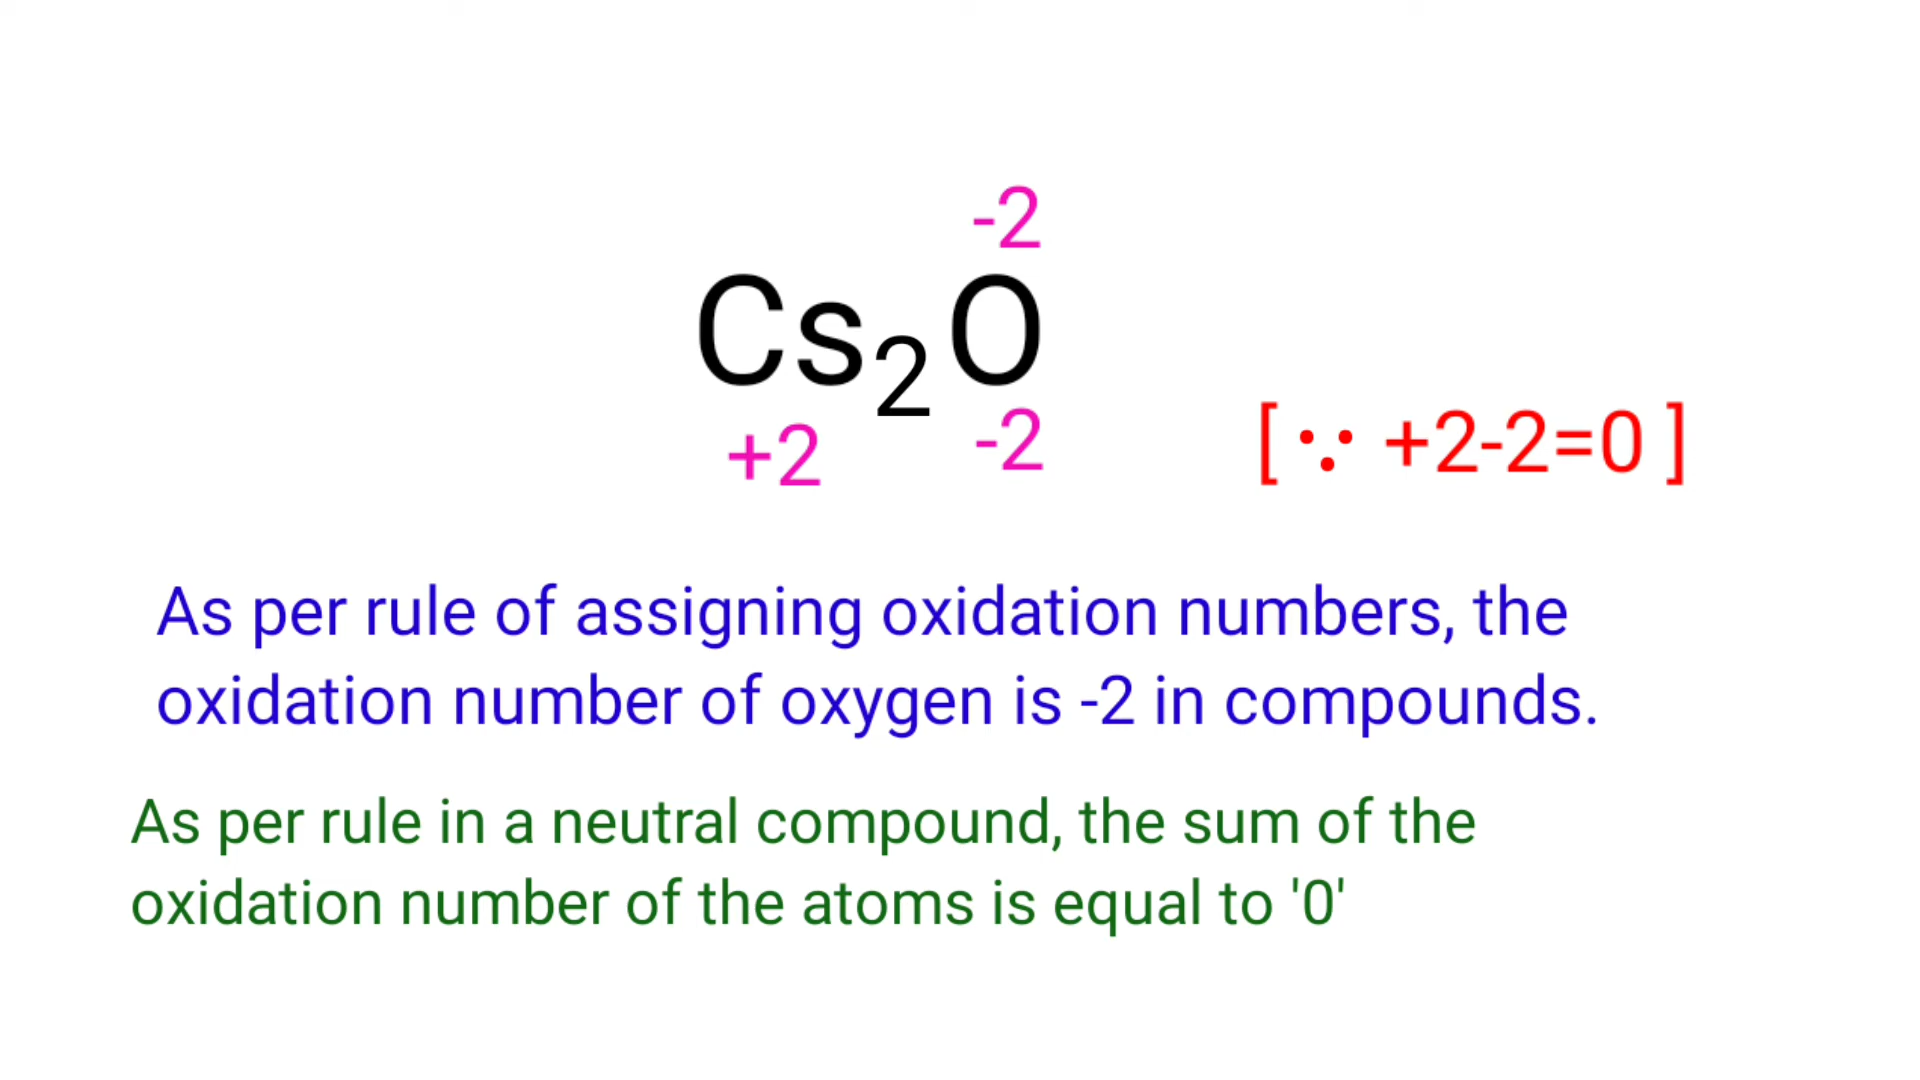 -2
Cs₂O
+2 -2
[ ∵ +2-2=0 ]
As per rule of assigning oxidation numbers, the
oxidation number of oxygen is -2 in compounds.
As per rule in a neutral compound, the sum of the
oxidation number of the atoms is equal to '0'